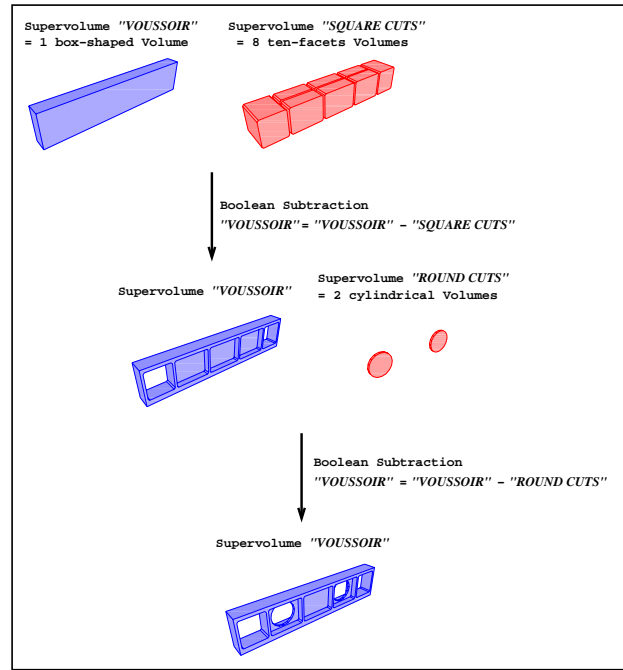 Supervolume "VOUSSOIR"
= 1 box-shaped Volume
Supervolume "SQUARE CUTS"
= 8 ten-facets Volumes
Boolean Subtraction
"VOUSSOIR" = "VOUSSOIR" - "SQUARE CUTS"
Supervolume "VOUSSOIR"
Supervolume "ROUND CUTS"
= 2 cylindrical Volumes
Boolean Subtraction
"VOUSSOIR" = "VOUSSOIR" - "ROUND CUTS"
Supervolume "VOUSSOIR"